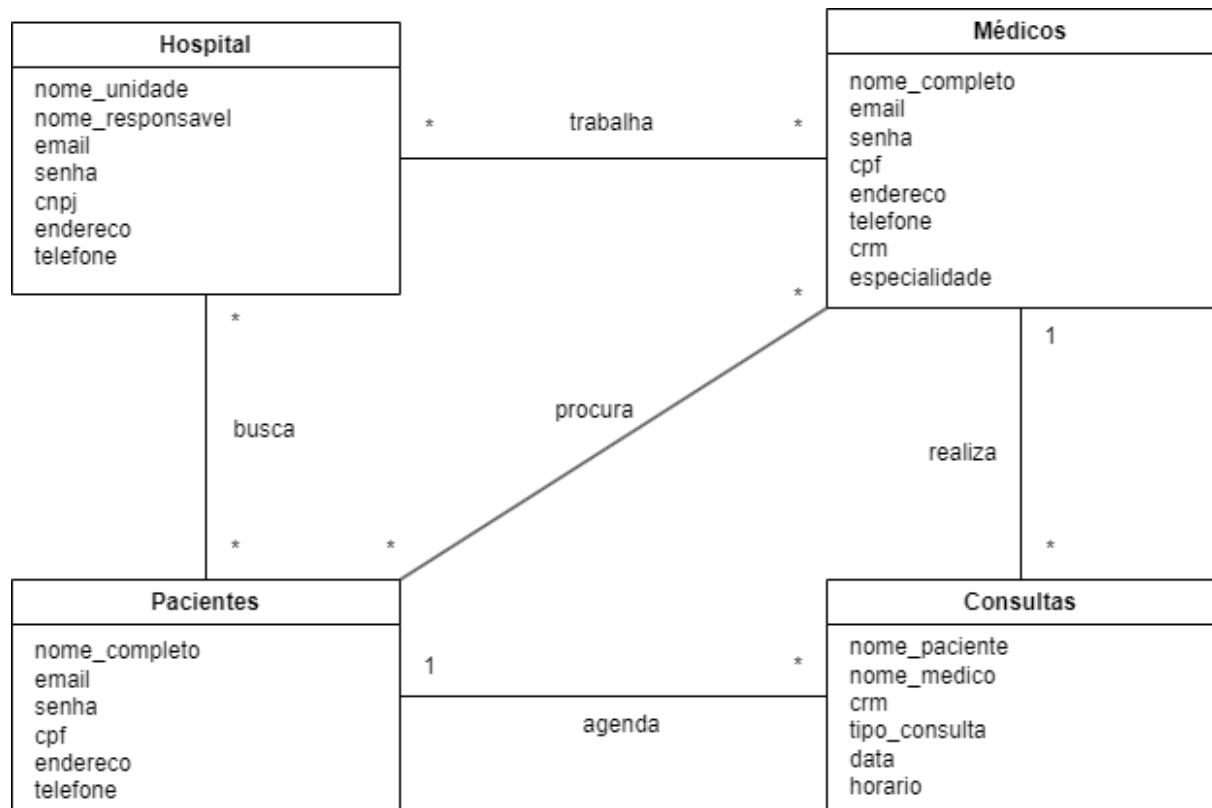 Hospital
nome_unidade
nome_responsavel
email
senha
cnpj
endereco
telefone
* trabalha *
Médicos
nome_completo
email
senha
cpf
endereco
telefone
crm
especialidade
*
busca
*
*
procura
*
1
realiza
*
Pacientes
nome_completo
email
senha
cpf
endereco
telefone
1 *
agenda
Consultas
nome_paciente
nome_medico
crm
tipo_consulta
data
horario